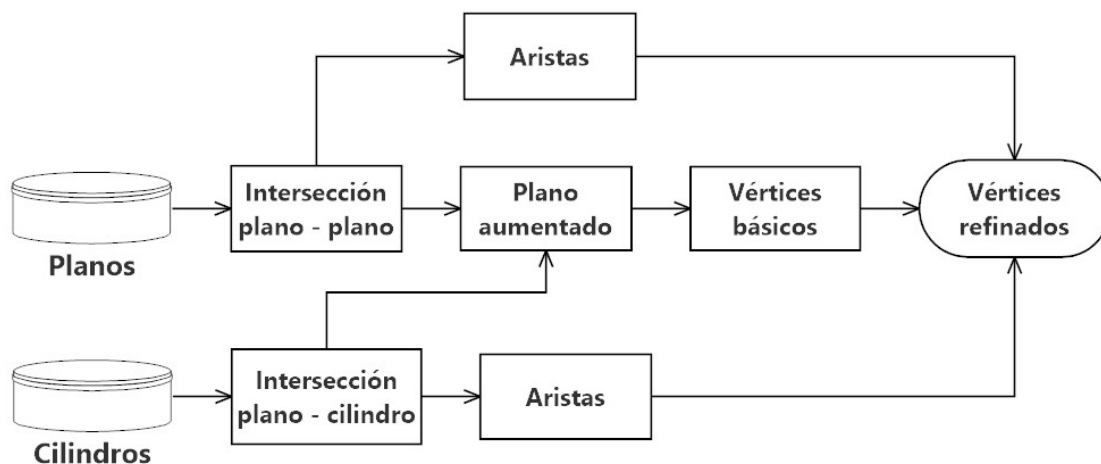 Aristas
Planos
Intersección
plano - plano
Plano
aumentado
Vértices
básicos
Vértices
refinados
Cilindros
Intersección
plano - cilindro
Aristas